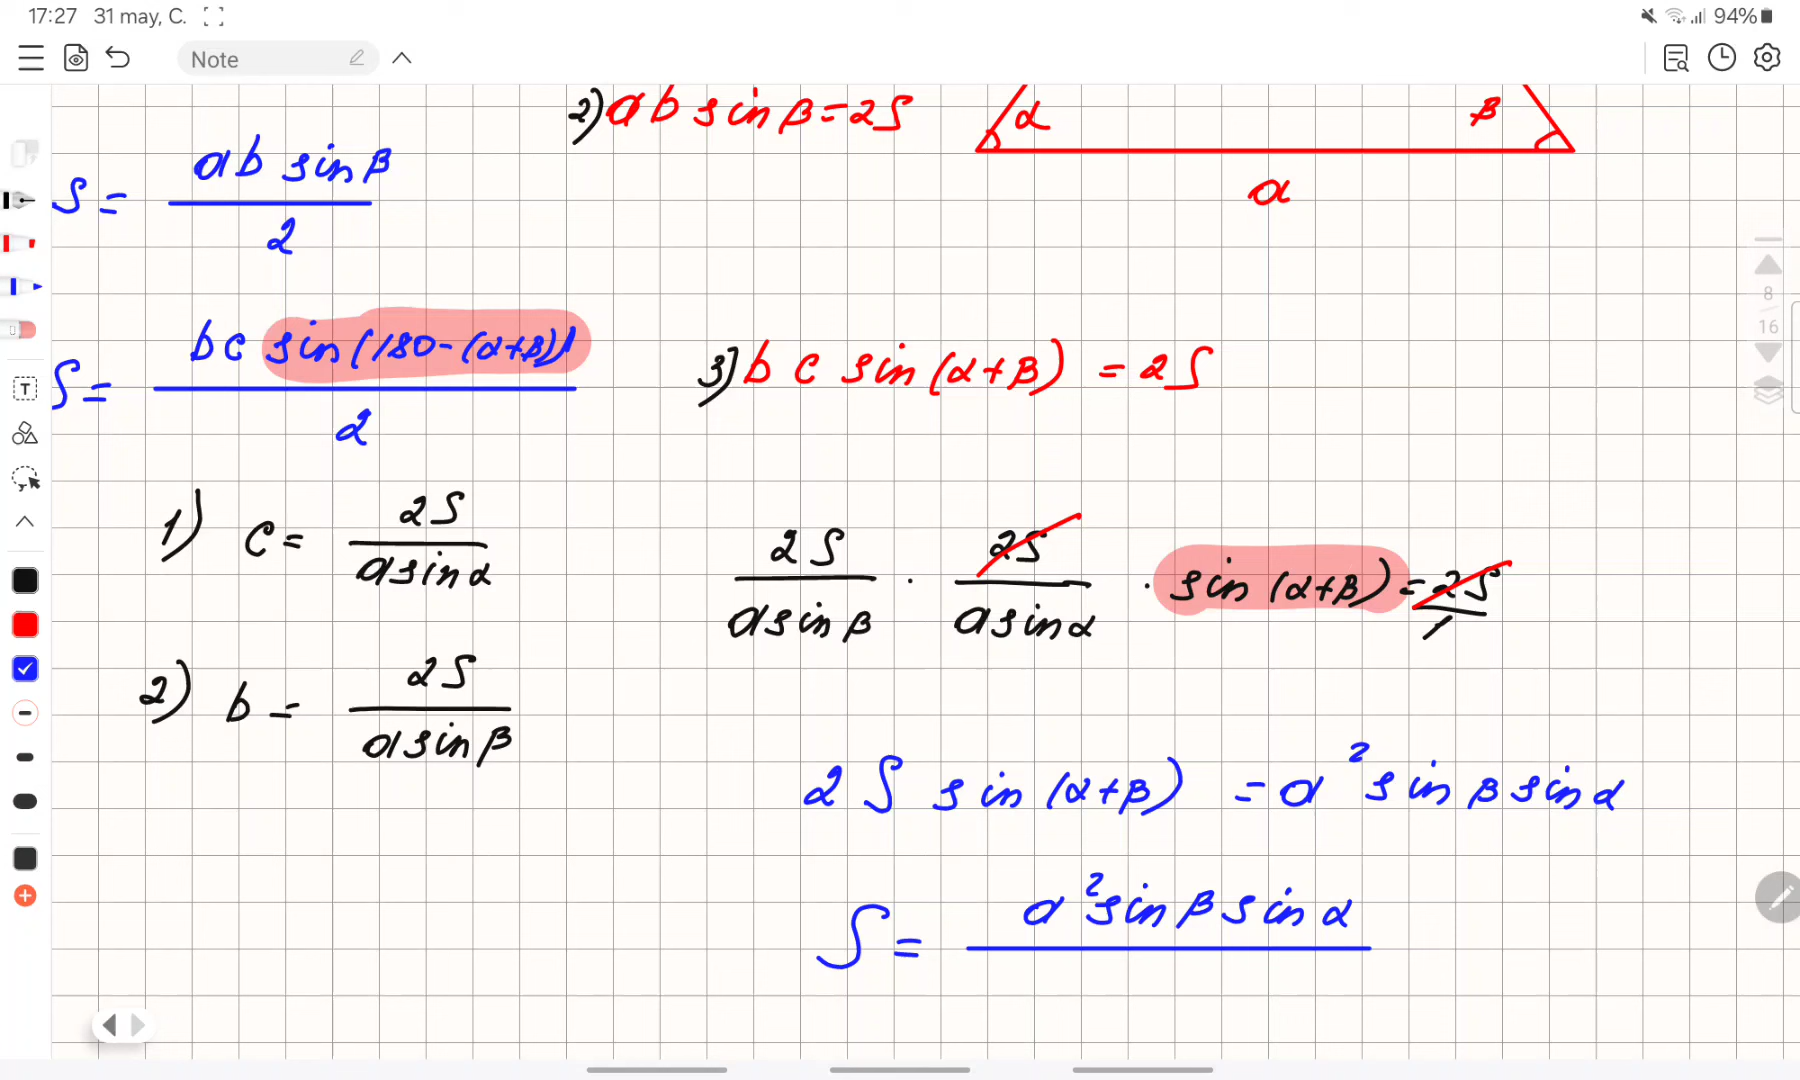 17:27 31 may, C. 94%
Note
2) a b sin β = 2S
α β
a
S = ab sin β / 2
8
16
S = bc sin(180-(α+β)) / 2
3) b c sin (α+β) = 2S
T
1) c = 2S / a sin α
2S / a sin β · 2S / a sin α · sin (α+β) = 2S / 1
2) b = 2S / a sin β
2 S sin (α+β) = a² sin β sin α
S = a² sin β sin α